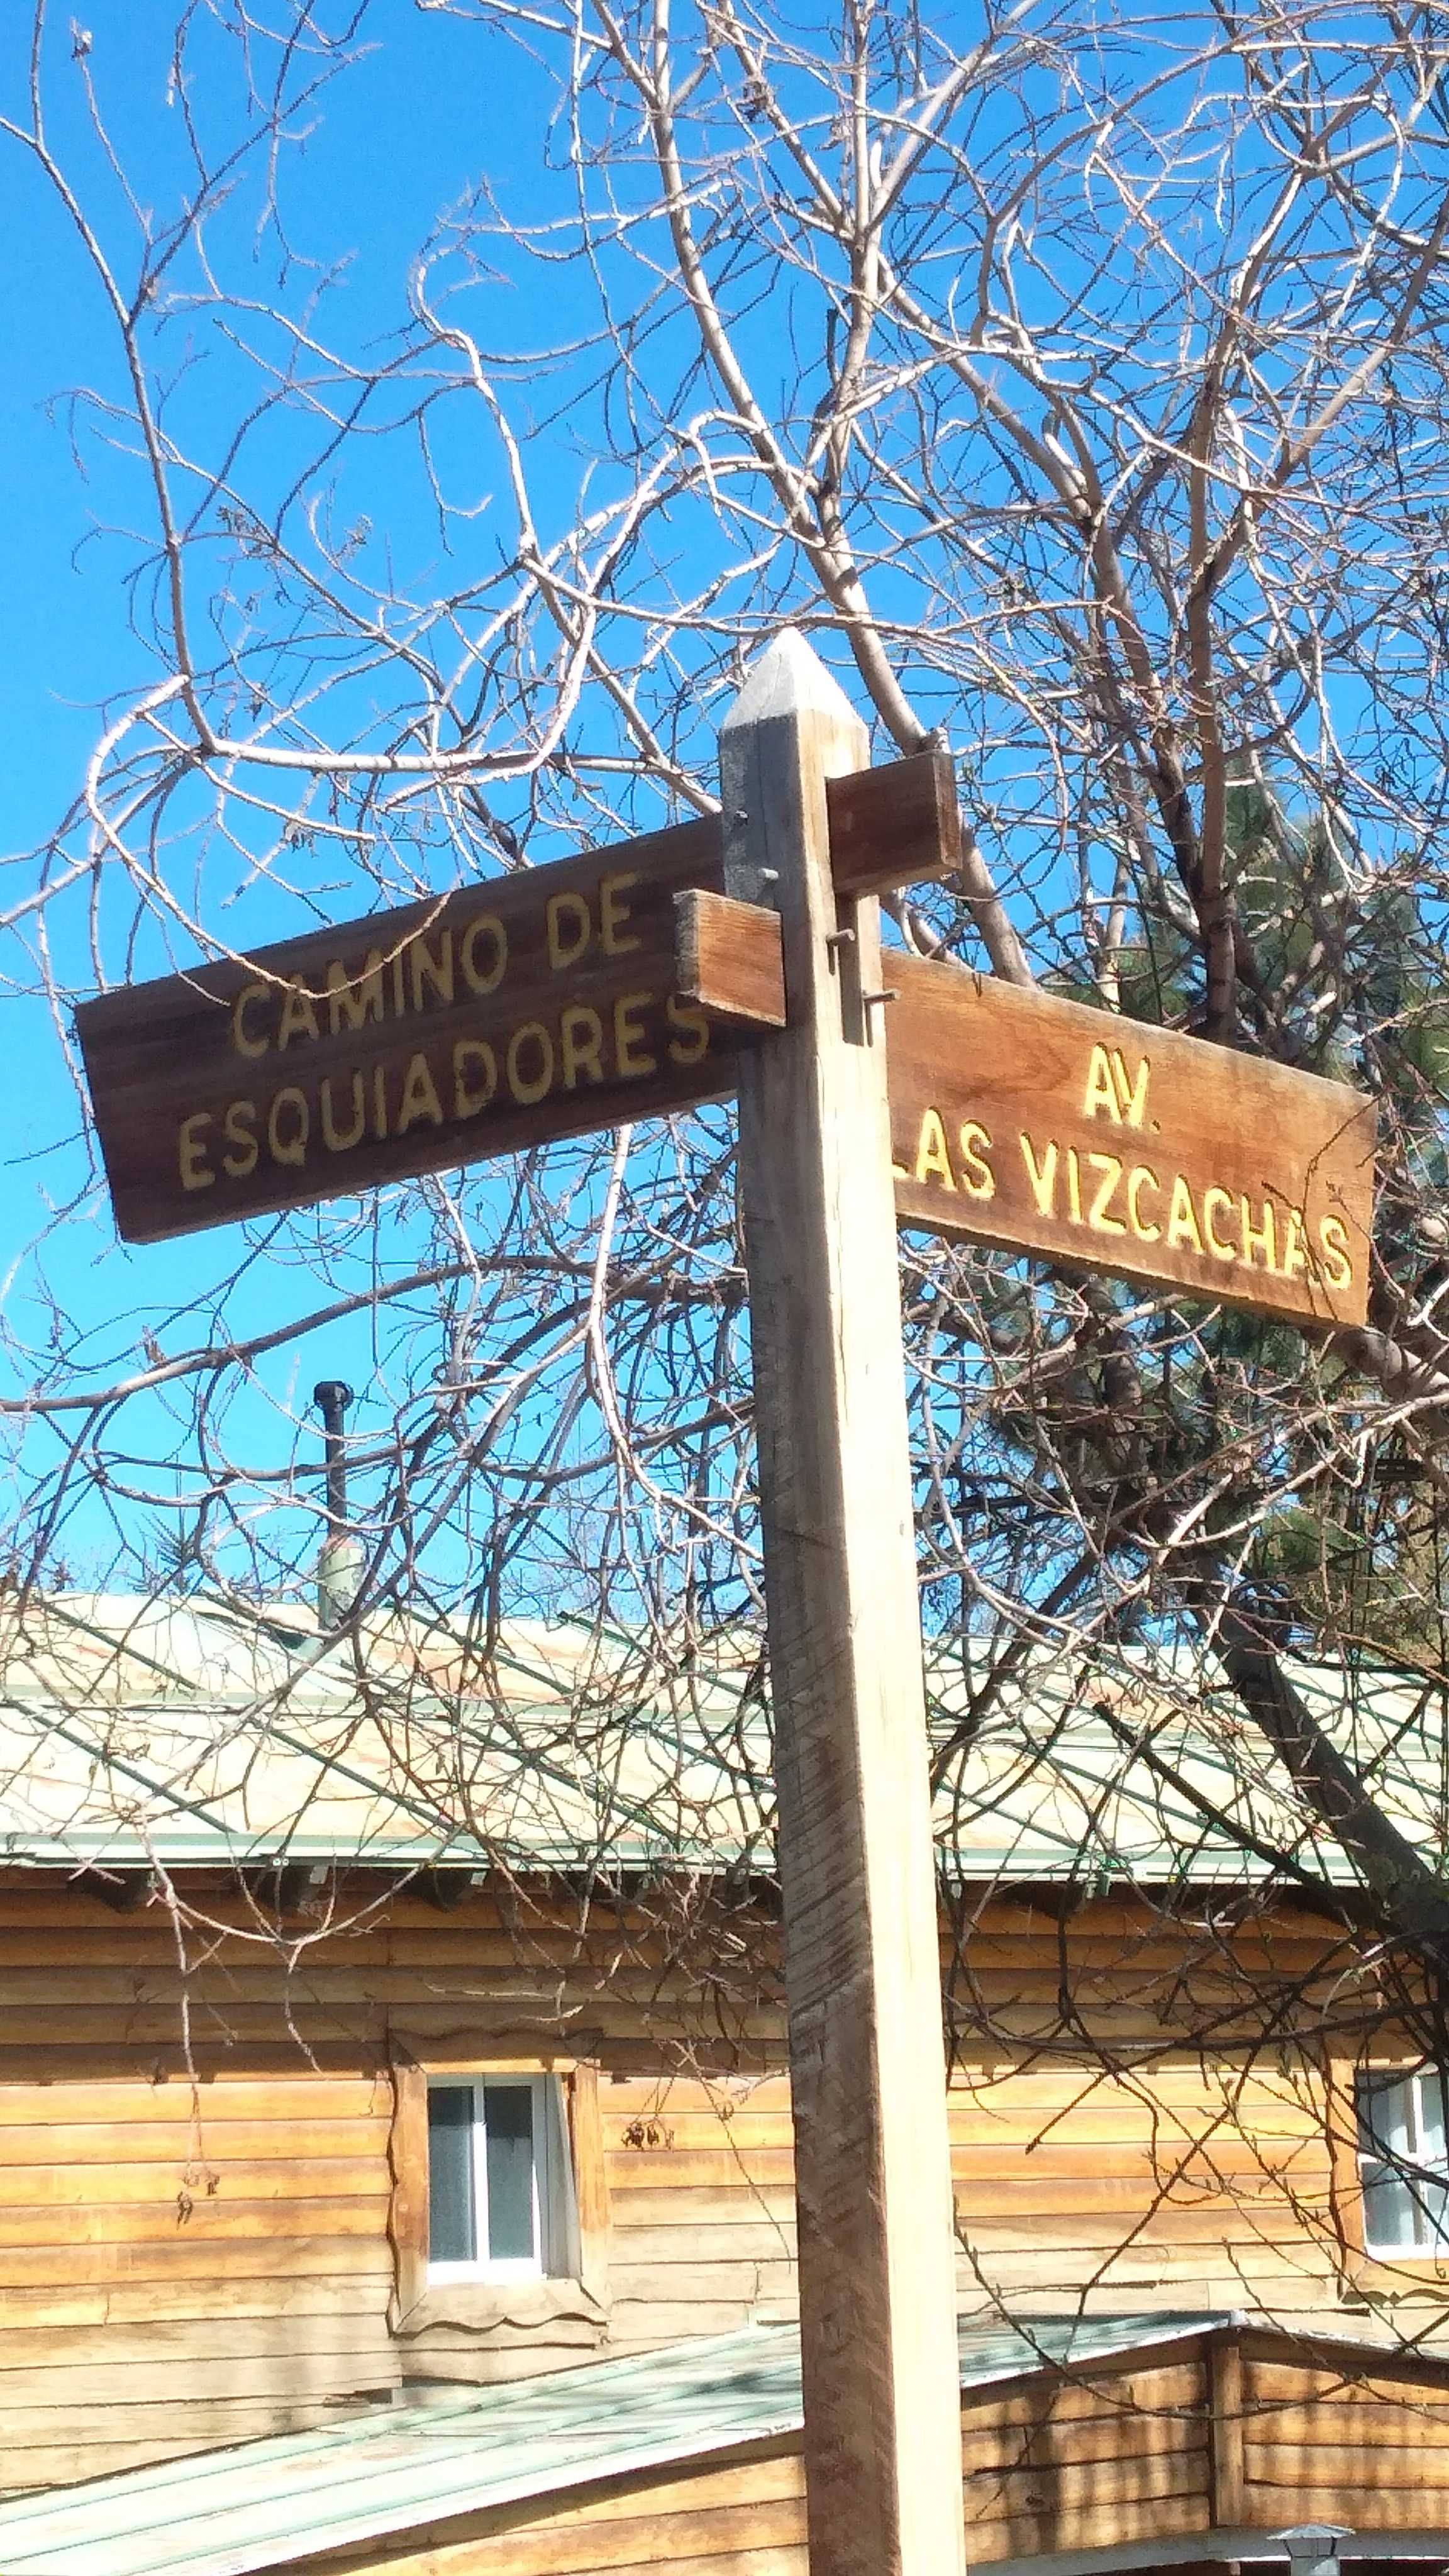 CAMINO DE
ESQUIADORES
AV.
LAS VIZCACHAS